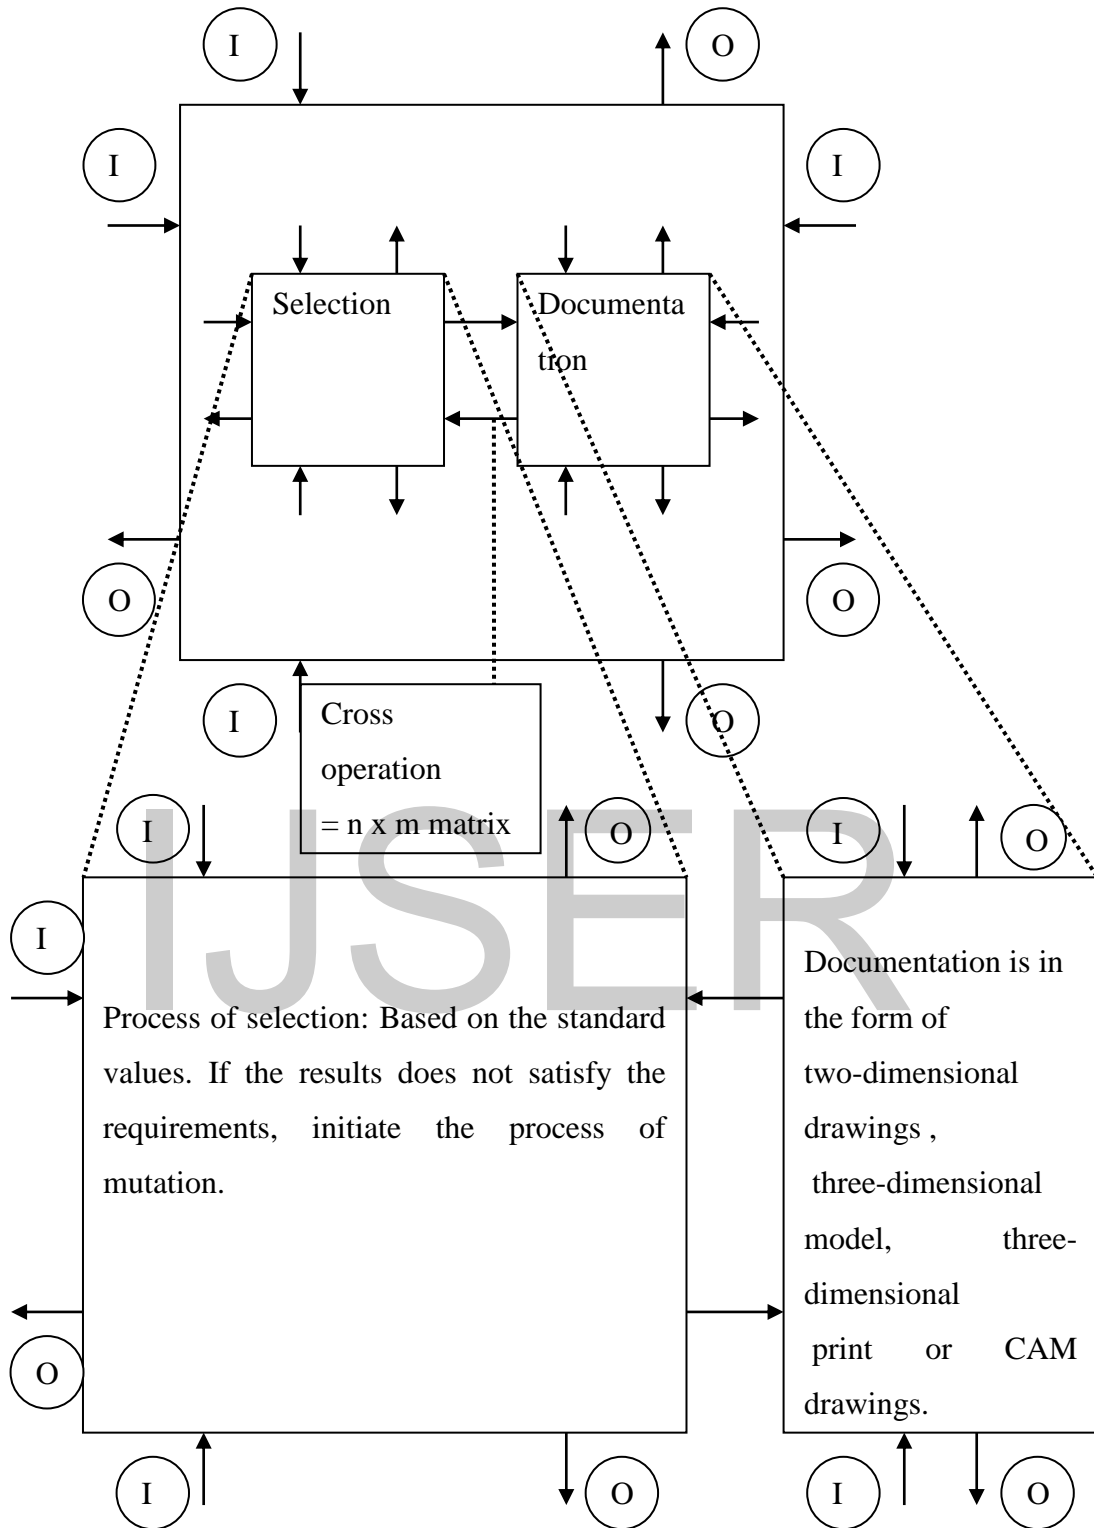 I
O
I
I
Selection
Documenta
tron
O
O
I
O
Cross
operation
= n x m matrix
I
O
I
O
I
IJSER
Documentation is in
the form of
two-dimensional
drawings ,
three-dimensional
model, three-
dimensional
print or CAM
drawings.
Process of selection: Based on the standard
values. If the results does not satisfy the
requirements, initiate the process of
mutation.
O
I
O
I
O